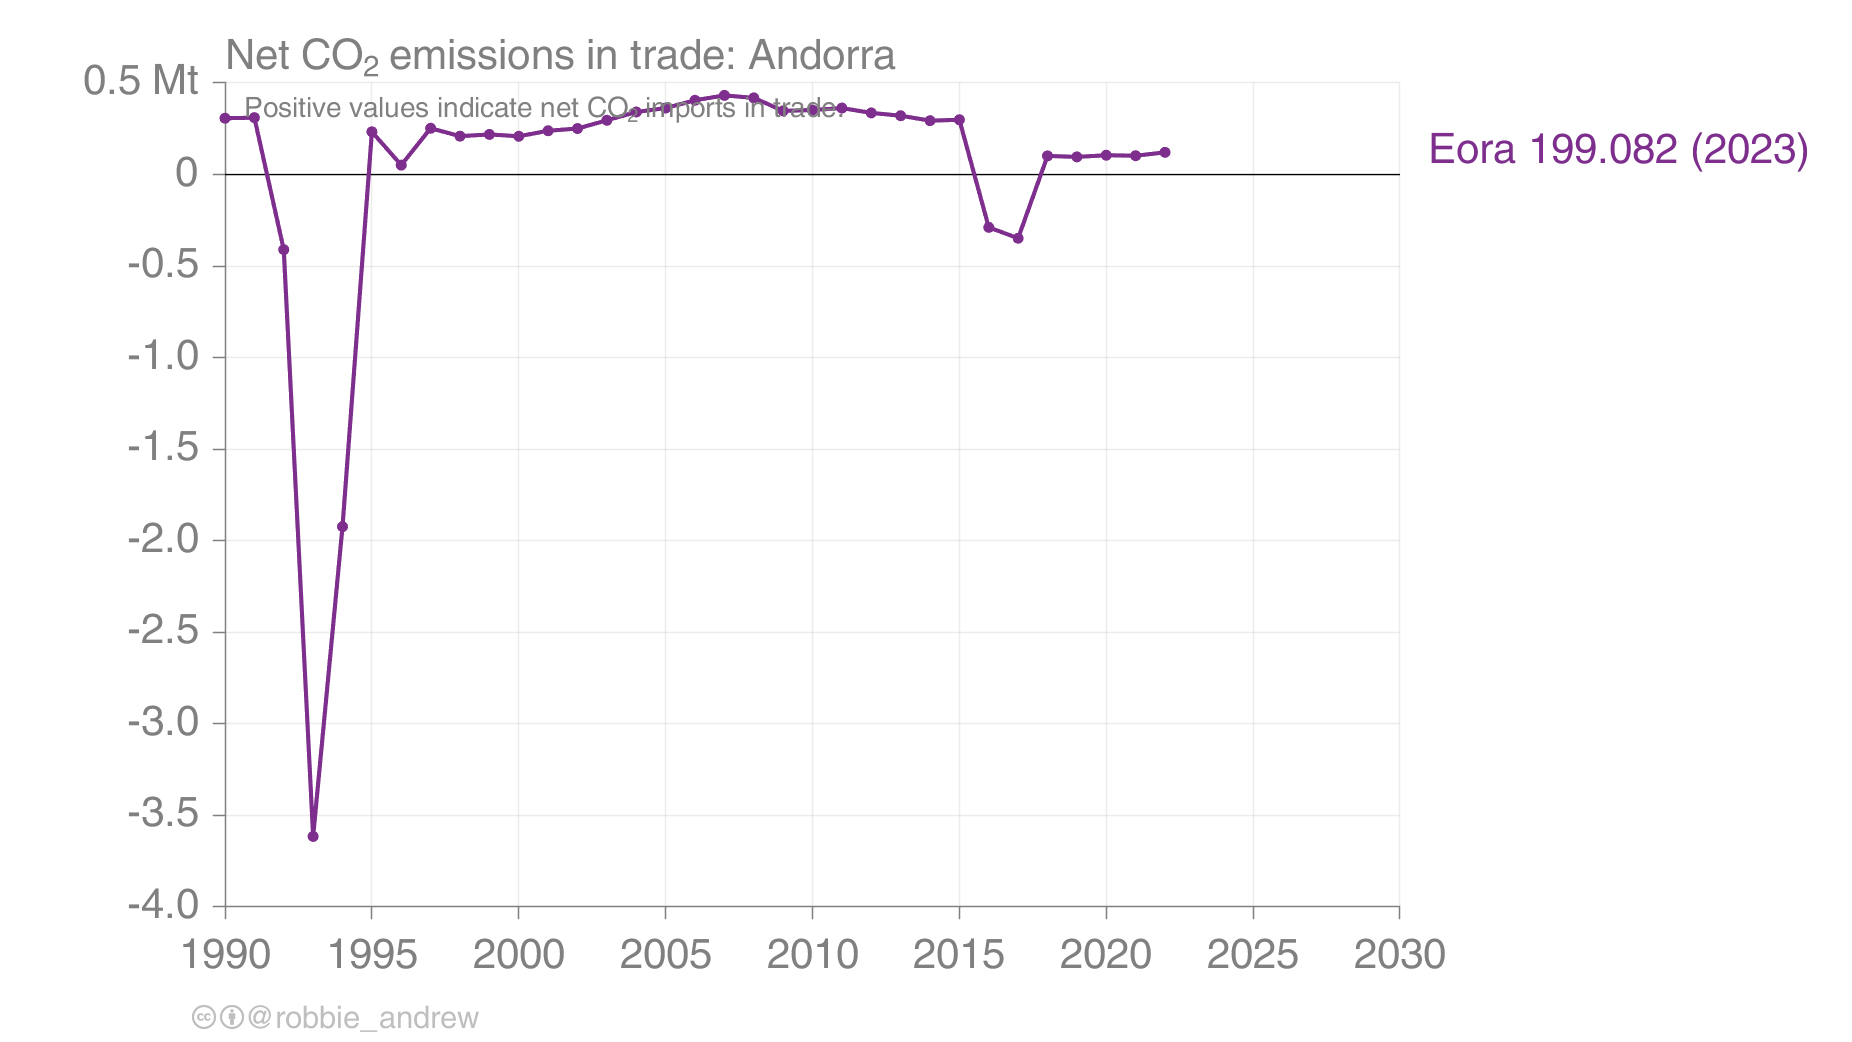 Net CO₂ emissions in trade: Andorra
0.5 Mt
Positive values indicate net CO₂ imports in trade.
Eora 199.082 (2023)
0
-0.5
-1.0
-1.5
-2.0
-2.5
-3.0
-3.5
-4.0
1990 1995 2000 2005 2010 2015 2020 2025 2030
@robbie_andrew